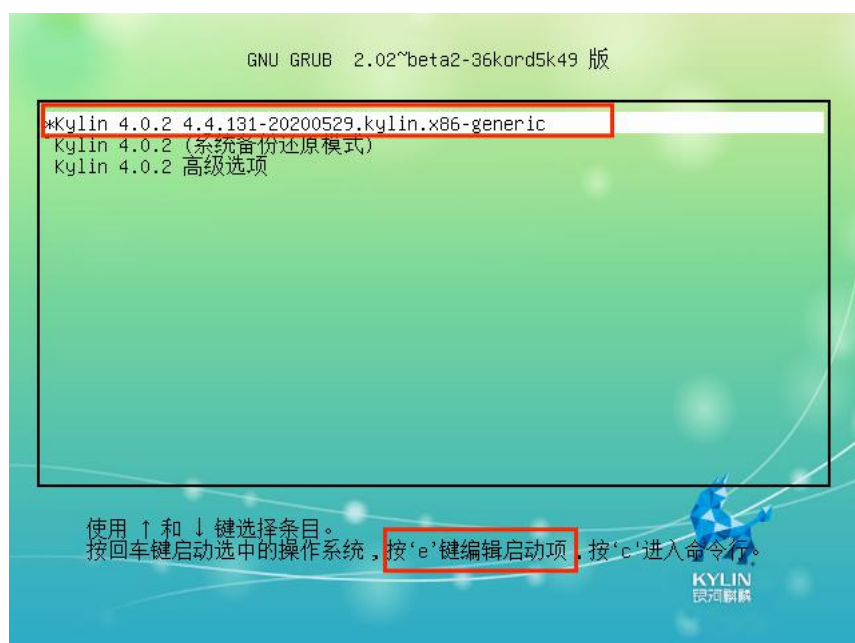 GNU GRUB 2.02~beta2-36kord5k49 版
*Kylin 4.0.2 4.4.131-20200529.kylin.x86-generic
Kylin 4.0.2 (系统备份还原模式)
Kylin 4.0.2 高级选项
使用 ↑ 和 ↓ 键选择条目。
按回车键启动选中的操作系统,按‘e’键编辑启动项,按‘c’进入命令行。
KYLIN
银河麒麟